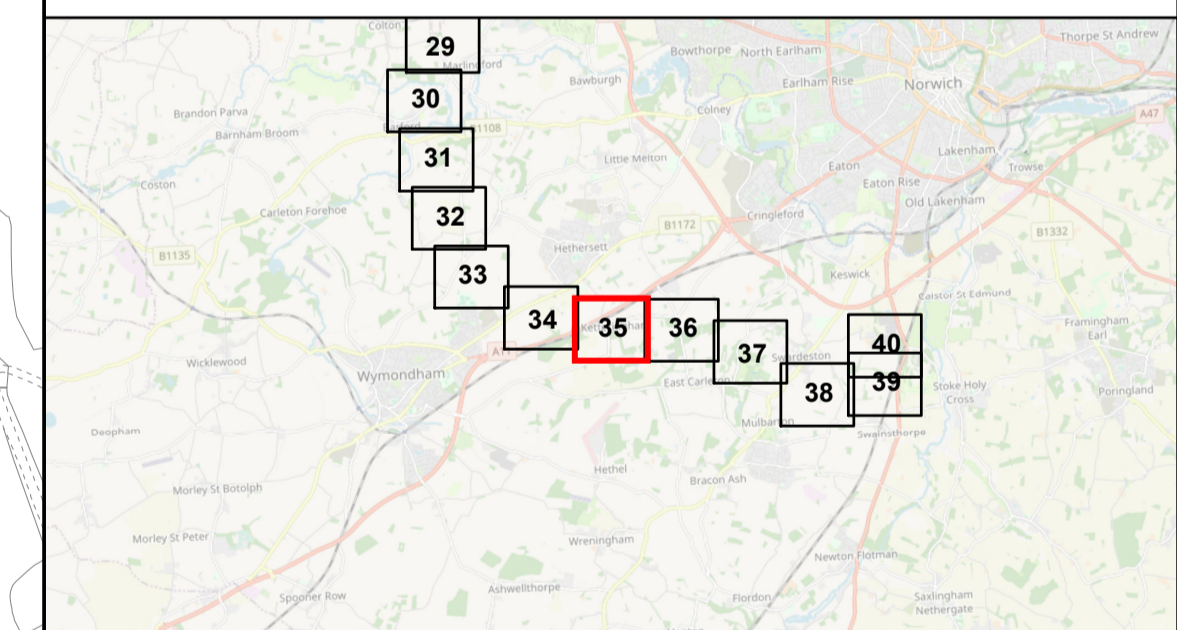 Colton
Thorpe St Andrew
29
Bowthorpe
North Earlham
Marlingford
Bawburgh
Earlham Rise
Norwich
30
Brandon Parva
Colney
A47
Barnham Broom
B1108
31
Little Melton
Lakenham
Eaton
Trowse
Coston
Eaton Rise
Old Lakenham
Carleton Forehoe
32
Cringleford
B1172
B1332
Hethersett
B1135
33
Keswick
Caistor St Edmund
34
35
36
Framingham
Earl
40
A11
37
Swardeston
Wicklewood
Wymondham
East Carleton
39
Stoke Holy
Cross
Poringland
38
Mulbarton
Deopham
Swainsthorpe
Hethel
Bracon Ash
Morley St Botolph
Morley St Peter
Wreningham
Newton Flotman
Ashwellthorpe
Spooner Row
Flordon
Saxlingham
Nethergate